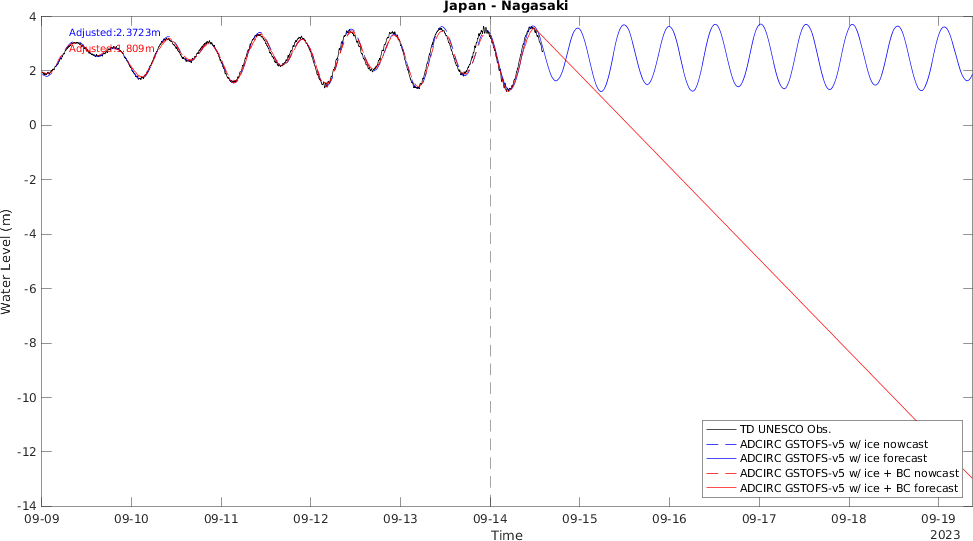 Japan - Nagasaki
Adjusted:2.3723m
Water Level (m)
4
2
0
-2
-4
-6
-8
-10
-12
-14
09-09
09-10
09-11
09-12
09-13
09-14
09-15
09-16
09-17
09-18
09-19
Time
2023
TD UNESCO Obs.
ADCIRC GSTOFS-v5 w/ ice nowcast
ADCIRC GSTOFS-v5 w/ ice forecast
ADCIRC GSTOFS-v5 w/ ice + BC nowcast
ADCIRC GSTOFS-v5 w/ ice + BC forecast